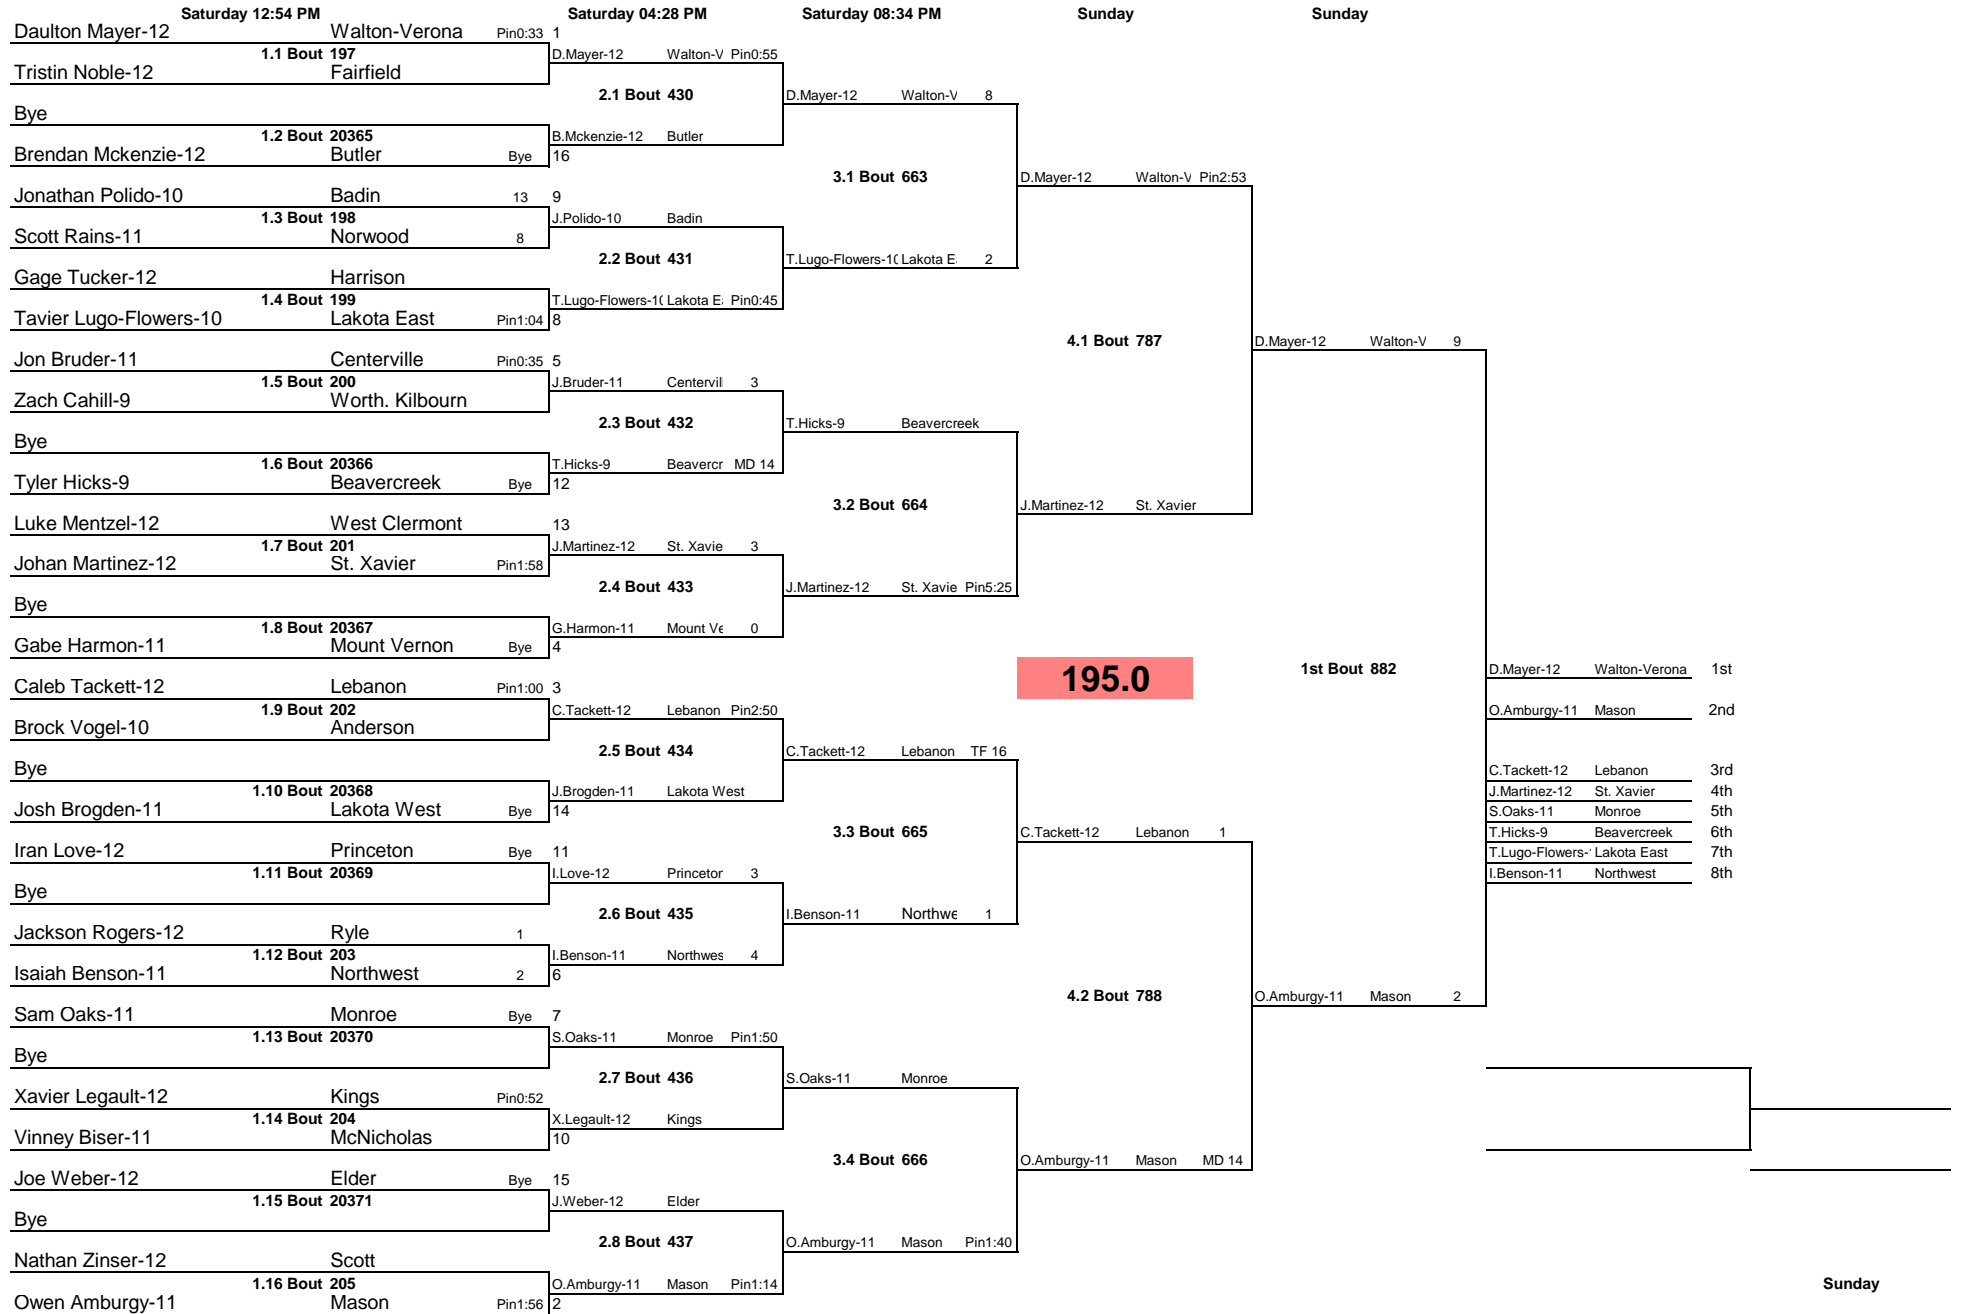 Saturday 12:54 PM Saturday 04:28 PM Saturday 08:34 PM Sunday Sunday
Daulton Mayer-12 Walton-Verona Pin0:33 1
1.1 Bout 197 D.Mayer-12 Walton-V Pin0:55
Tristin Noble-12 Fairfield
2.1 Bout 430 D.Mayer-12 Walton-V 8
Bye
1.2 Bout 20365 B.Mckenzie-12 Butler
Brendan Mckenzie-12 Butler Bye 16
3.1 Bout 663 D.Mayer-12 Walton-V Pin2:53
Jonathan Polido-10 Badin 13 9
1.3 Bout 198 J.Polido-10 Badin
Scott Rains-11 Norwood 8
2.2 Bout 431 T.Lugo-Flowers-10 Lakota E 2
Gage Tucker-12 Harrison
1.4 Bout 199 T.Lugo-Flowers-10 Lakota E Pin0:45
Tavier Lugo-Flowers-10 Lakota East Pin1:04 8
4.1 Bout 787 D.Mayer-12 Walton-V 9
Jon Bruder-11 Centerville Pin0:35 5
1.5 Bout 200 J.Bruder-11 Centervil 3
Zach Cahill-9 Worth. Kilbourn
2.3 Bout 432 T.Hicks-9 Beavercreek
Bye
1.6 Bout 20366 T.Hicks-9 Beavercr MD 14
Tyler Hicks-9 Beavercreek Bye 12
3.2 Bout 664 J.Martinez-12 St. Xavier
Luke Mentzel-12 West Clermont 13
1.7 Bout 201 J.Martinez-12 St. Xavie 3
Johan Martinez-12 St. Xavier Pin1:58
2.4 Bout 433 J.Martinez-12 St. Xavie Pin5:25
Bye
1.8 Bout 20367 G.Harmon-11 Mount Ve 0
Gabe Harmon-11 Mount Vernon Bye 4
195.0 1st Bout 882 D.Mayer-12 Walton-Verona 1st
Caleb Tackett-12 Lebanon Pin1:00 3
1.9 Bout 202 C.Tackett-12 Lebanon Pin2:50 O.Amburgy-11 Mason 2nd
Brock Vogel-10 Anderson
2.5 Bout 434 C.Tackett-12 Lebanon TF 16
Bye C.Tackett-12 Lebanon 3rd
1.10 Bout 20368 J.Brogden-11 Lakota West J.Martinez-12 St. Xavier 4th
Josh Brogden-11 Lakota West Bye 14 S.Oaks-11 Monroe 5th
3.3 Bout 665 C.Tackett-12 Lebanon 1 T.Hicks-9 Beavercreek 6th
Iran Love-12 Princeton Bye 11 T.Lugo-Flowers- Lakota East 7th
1.11 Bout 20369 I.Love-12 Princetor 3 I.Benson-11 Northwest 8th
Bye
2.6 Bout 435 I.Benson-11 Northwe 1
Jackson Rogers-12 Ryle 1
1.12 Bout 203 I.Benson-11 Northwes 4
Isaiah Benson-11 Northwest 2 6
4.2 Bout 788 O.Amburgy-11 Mason 2
Sam Oaks-11 Monroe Bye 7
1.13 Bout 20370 S.Oaks-11 Monroe Pin1:50
Bye
2.7 Bout 436 S.Oaks-11 Monroe
Xavier Legault-12 Kings Pin0:52
1.14 Bout 204 X.Legault-12 Kings
Vinney Biser-11 McNicholas 10
3.4 Bout 666 O.Amburgy-11 Mason MD 14
Joe Weber-12 Elder Bye 15
1.15 Bout 20371 J.Weber-12 Elder
Bye
2.8 Bout 437 O.Amburgy-11 Mason Pin1:40
Nathan Zinser-12 Scott
1.16 Bout 205 O.Amburgy-11 Mason Pin1:14 Sunday
Owen Amburgy-11 Mason Pin1:56 2